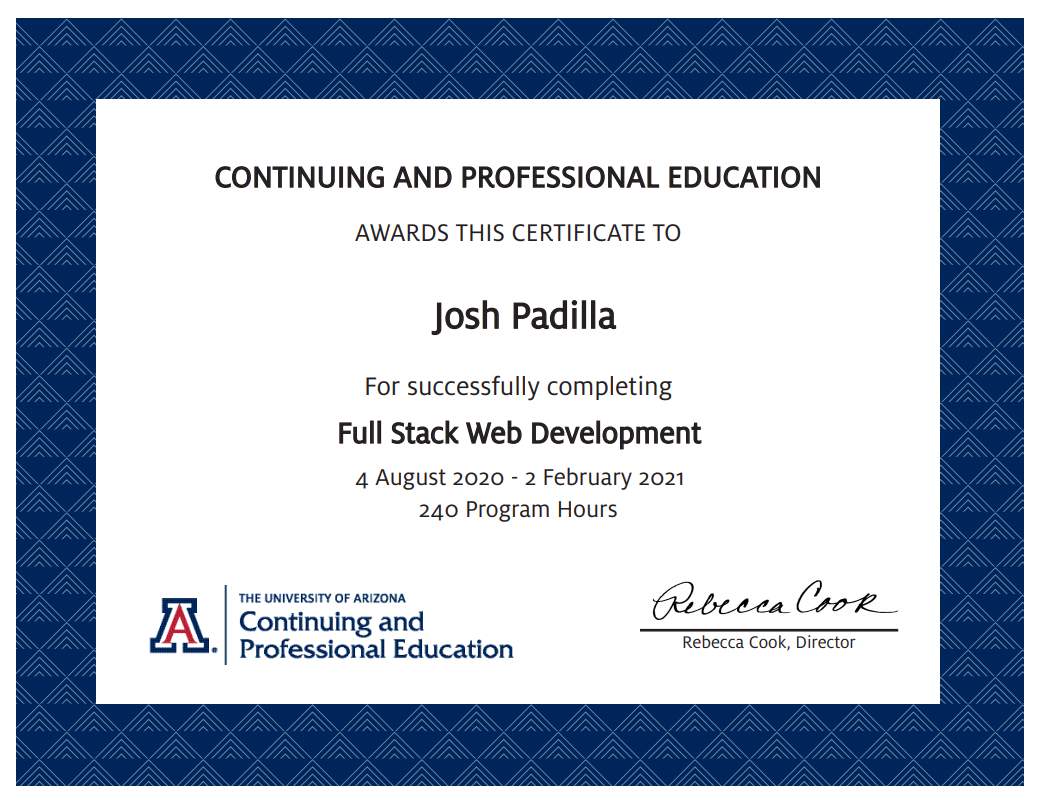 CONTINUING AND PROFESSIONAL EDUCATION
AWARDS THIS CERTIFICATE TO
Josh Padilla
For successfully completing
Full Stack Web Development
4 August 2020 - 2 February 2021
240 Program Hours
A
THE UNIVERSITY OF ARIZONA
Continuing and
Professional Education
Rebecca Cook
Rebecca Cook, Director